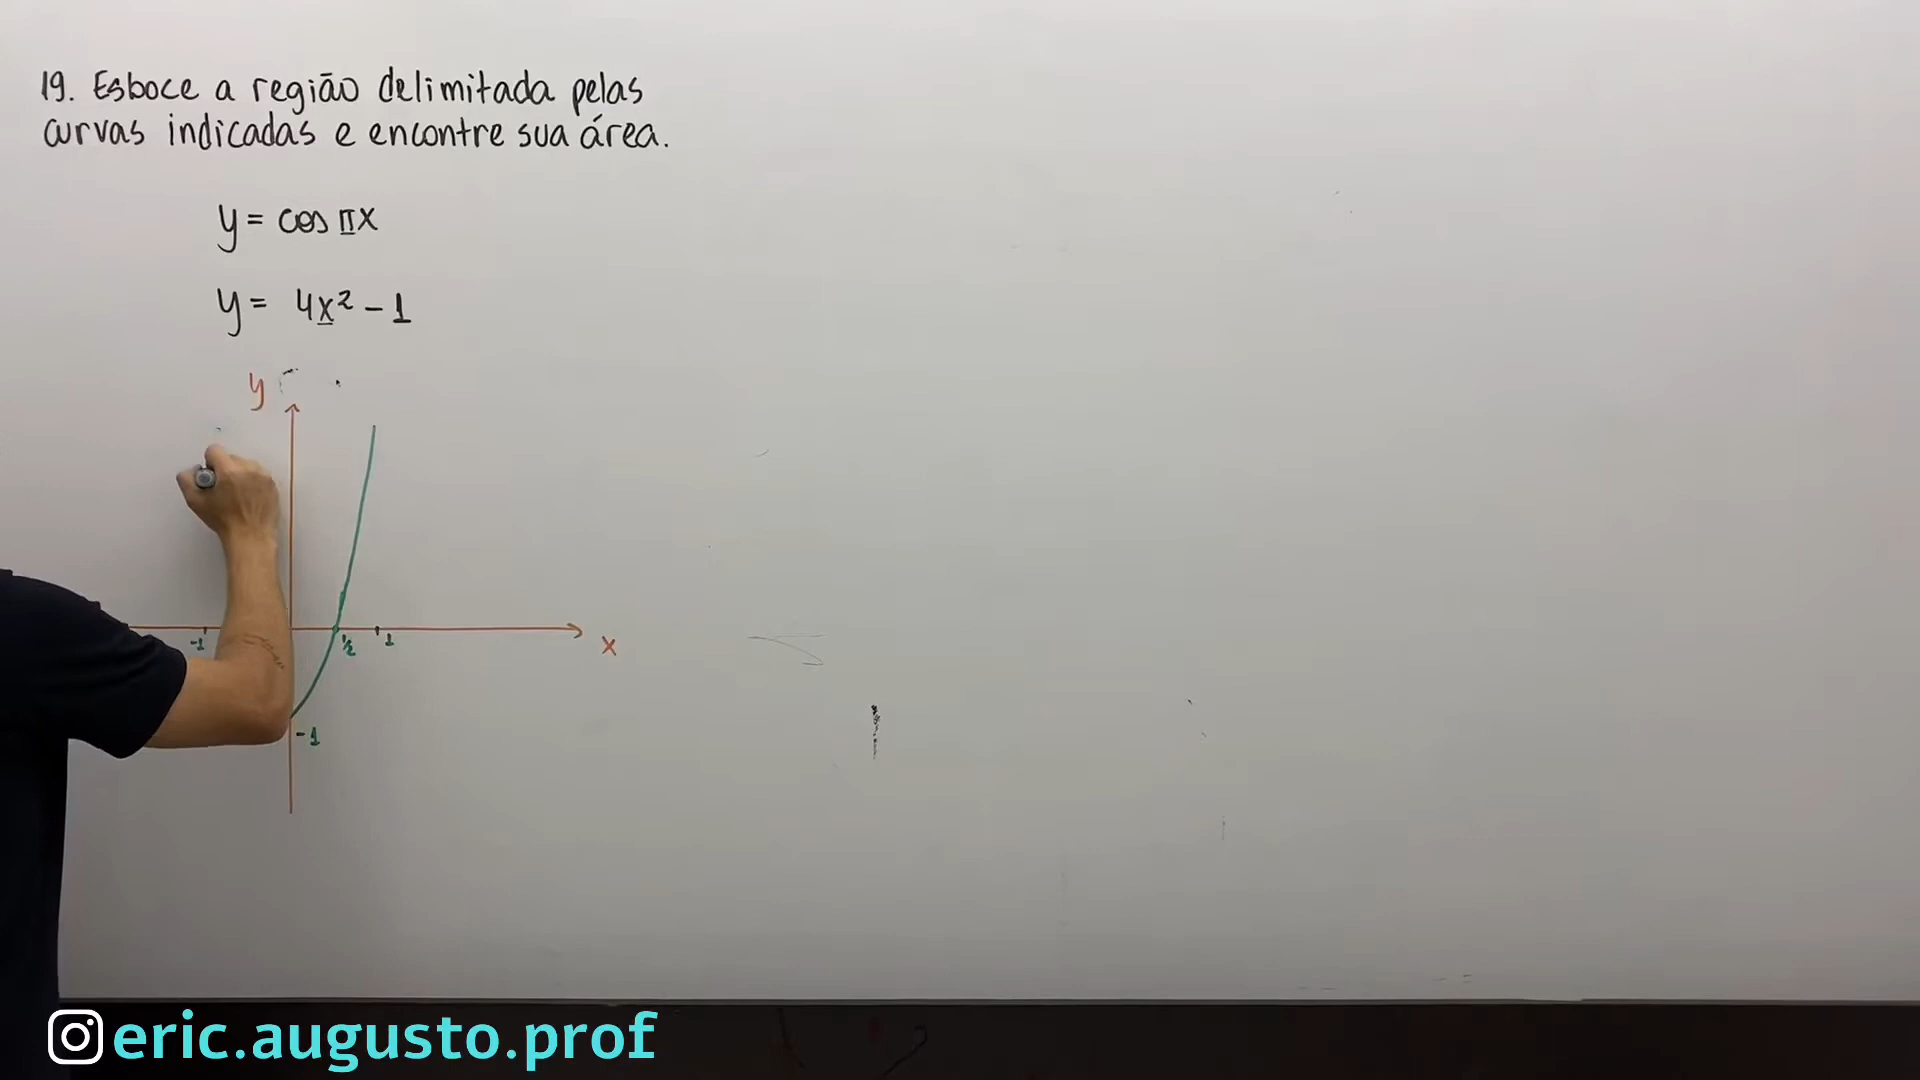 19. Esboce a região delimitada pelas
curvas indicadas e encontre sua área.
y = cos πx
y = 4x² - 1
y
-1
1/2
1
x
-1
eric.augusto.prof